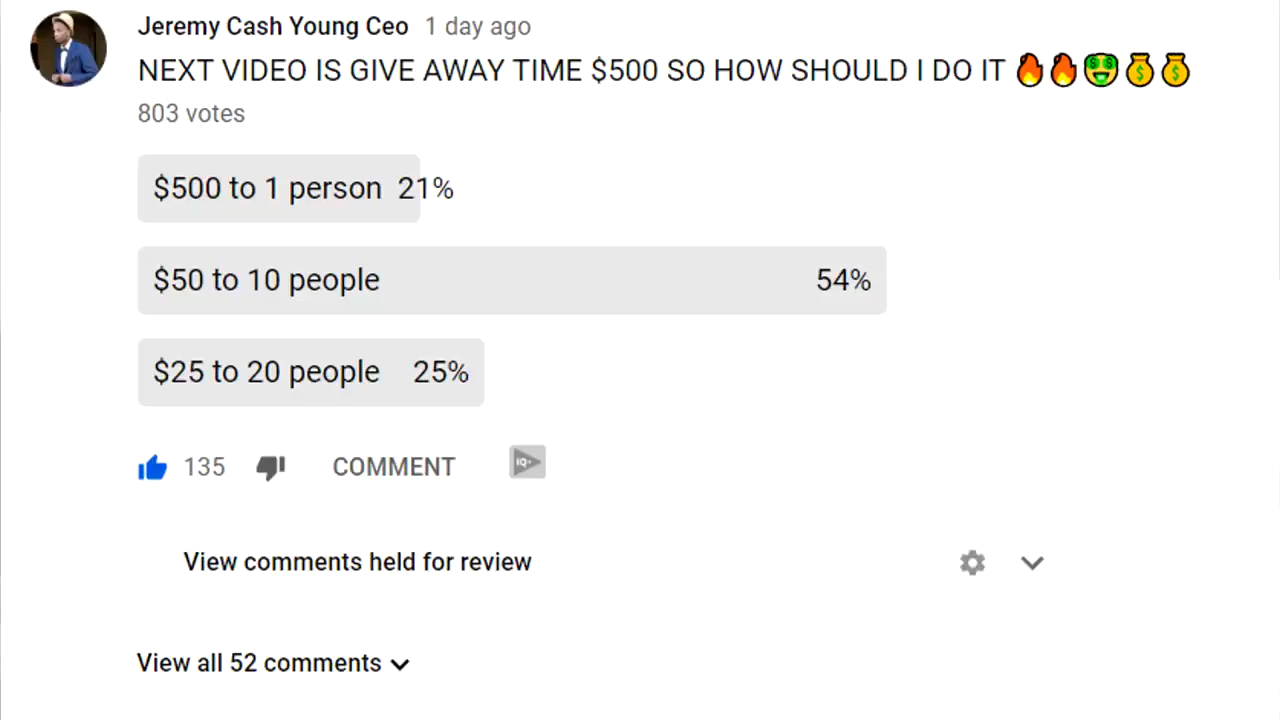 Jeremy Cash Young Ceo 1 day ago
NEXT VIDEO IS GIVE AWAY TIME $500 SO HOW SHOULD I DO IT 🔥🔥🤑💰💰
803 votes
$500 to 1 person 21%
$50 to 10 people 54%
$25 to 20 people 25%
135 COMMENT IQ
View comments held for review
View all 52 comments